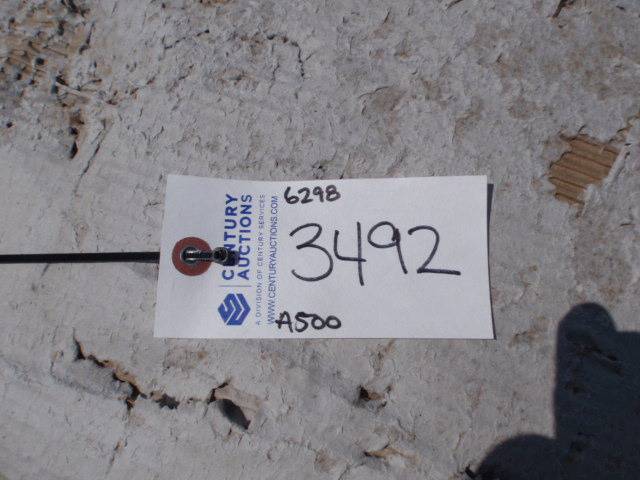 6298
3492
A500
CENTURY
AUCTIONS
A DIVISION OF CENTURY SERVICES
WWW.CENTURYAUCTIONS.COM